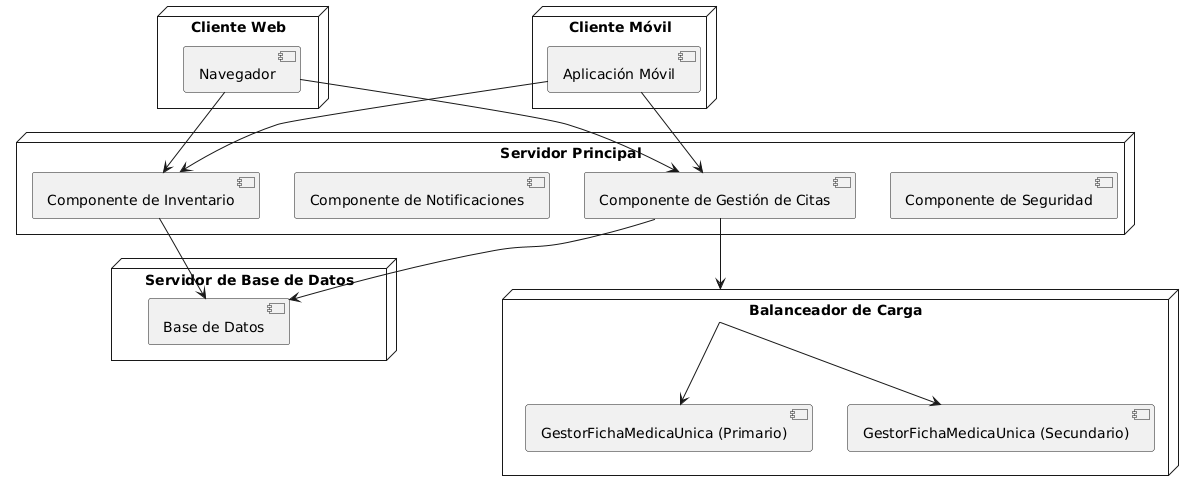 Cliente Web
Cliente Móvil
Navegador
Aplicación Móvil
Servidor Principal
Componente de Inventario
Componente de Notificaciones
Componente de Gestión de Citas
Componente de Seguridad
Servidor de Base de Datos
Base de Datos
Balanceador de Carga
GestorFichaMedicaUnica (Primario)
GestorFichaMedicaUnica (Secundario)